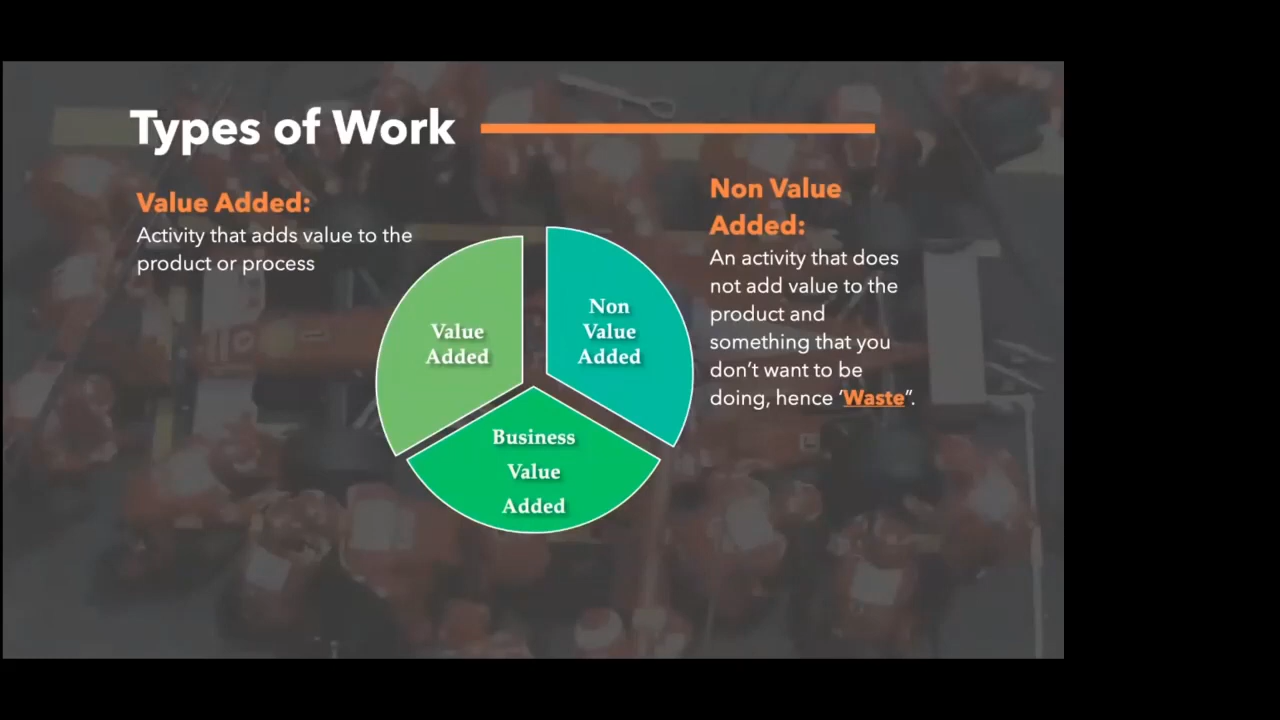 Types of Work
Value Added:
Activity that adds value to the
product or process
Value
Added
Non
Value
Added
Business
Value
Added
Non Value
Added:
An activity that does
not add value to the
product and
something that you
don’t want to be
doing, hence ‘Waste”.